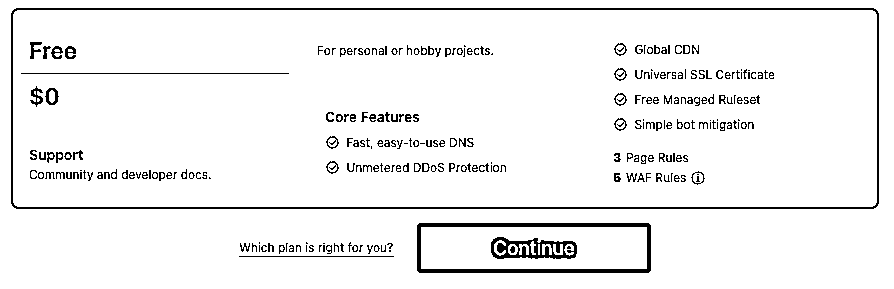 Free
$0
Support
Community and developer docs.
For personal or hobby projects.
Core Features
Fast, easy-to-use DNS
Unmetered DDoS Protection
Global CDN
Universal SSL Certificate
Free Managed Ruleset
Simple bot mitigation
3 Page Rules
5 WAF Rules
Which plan is right for you?
Continue